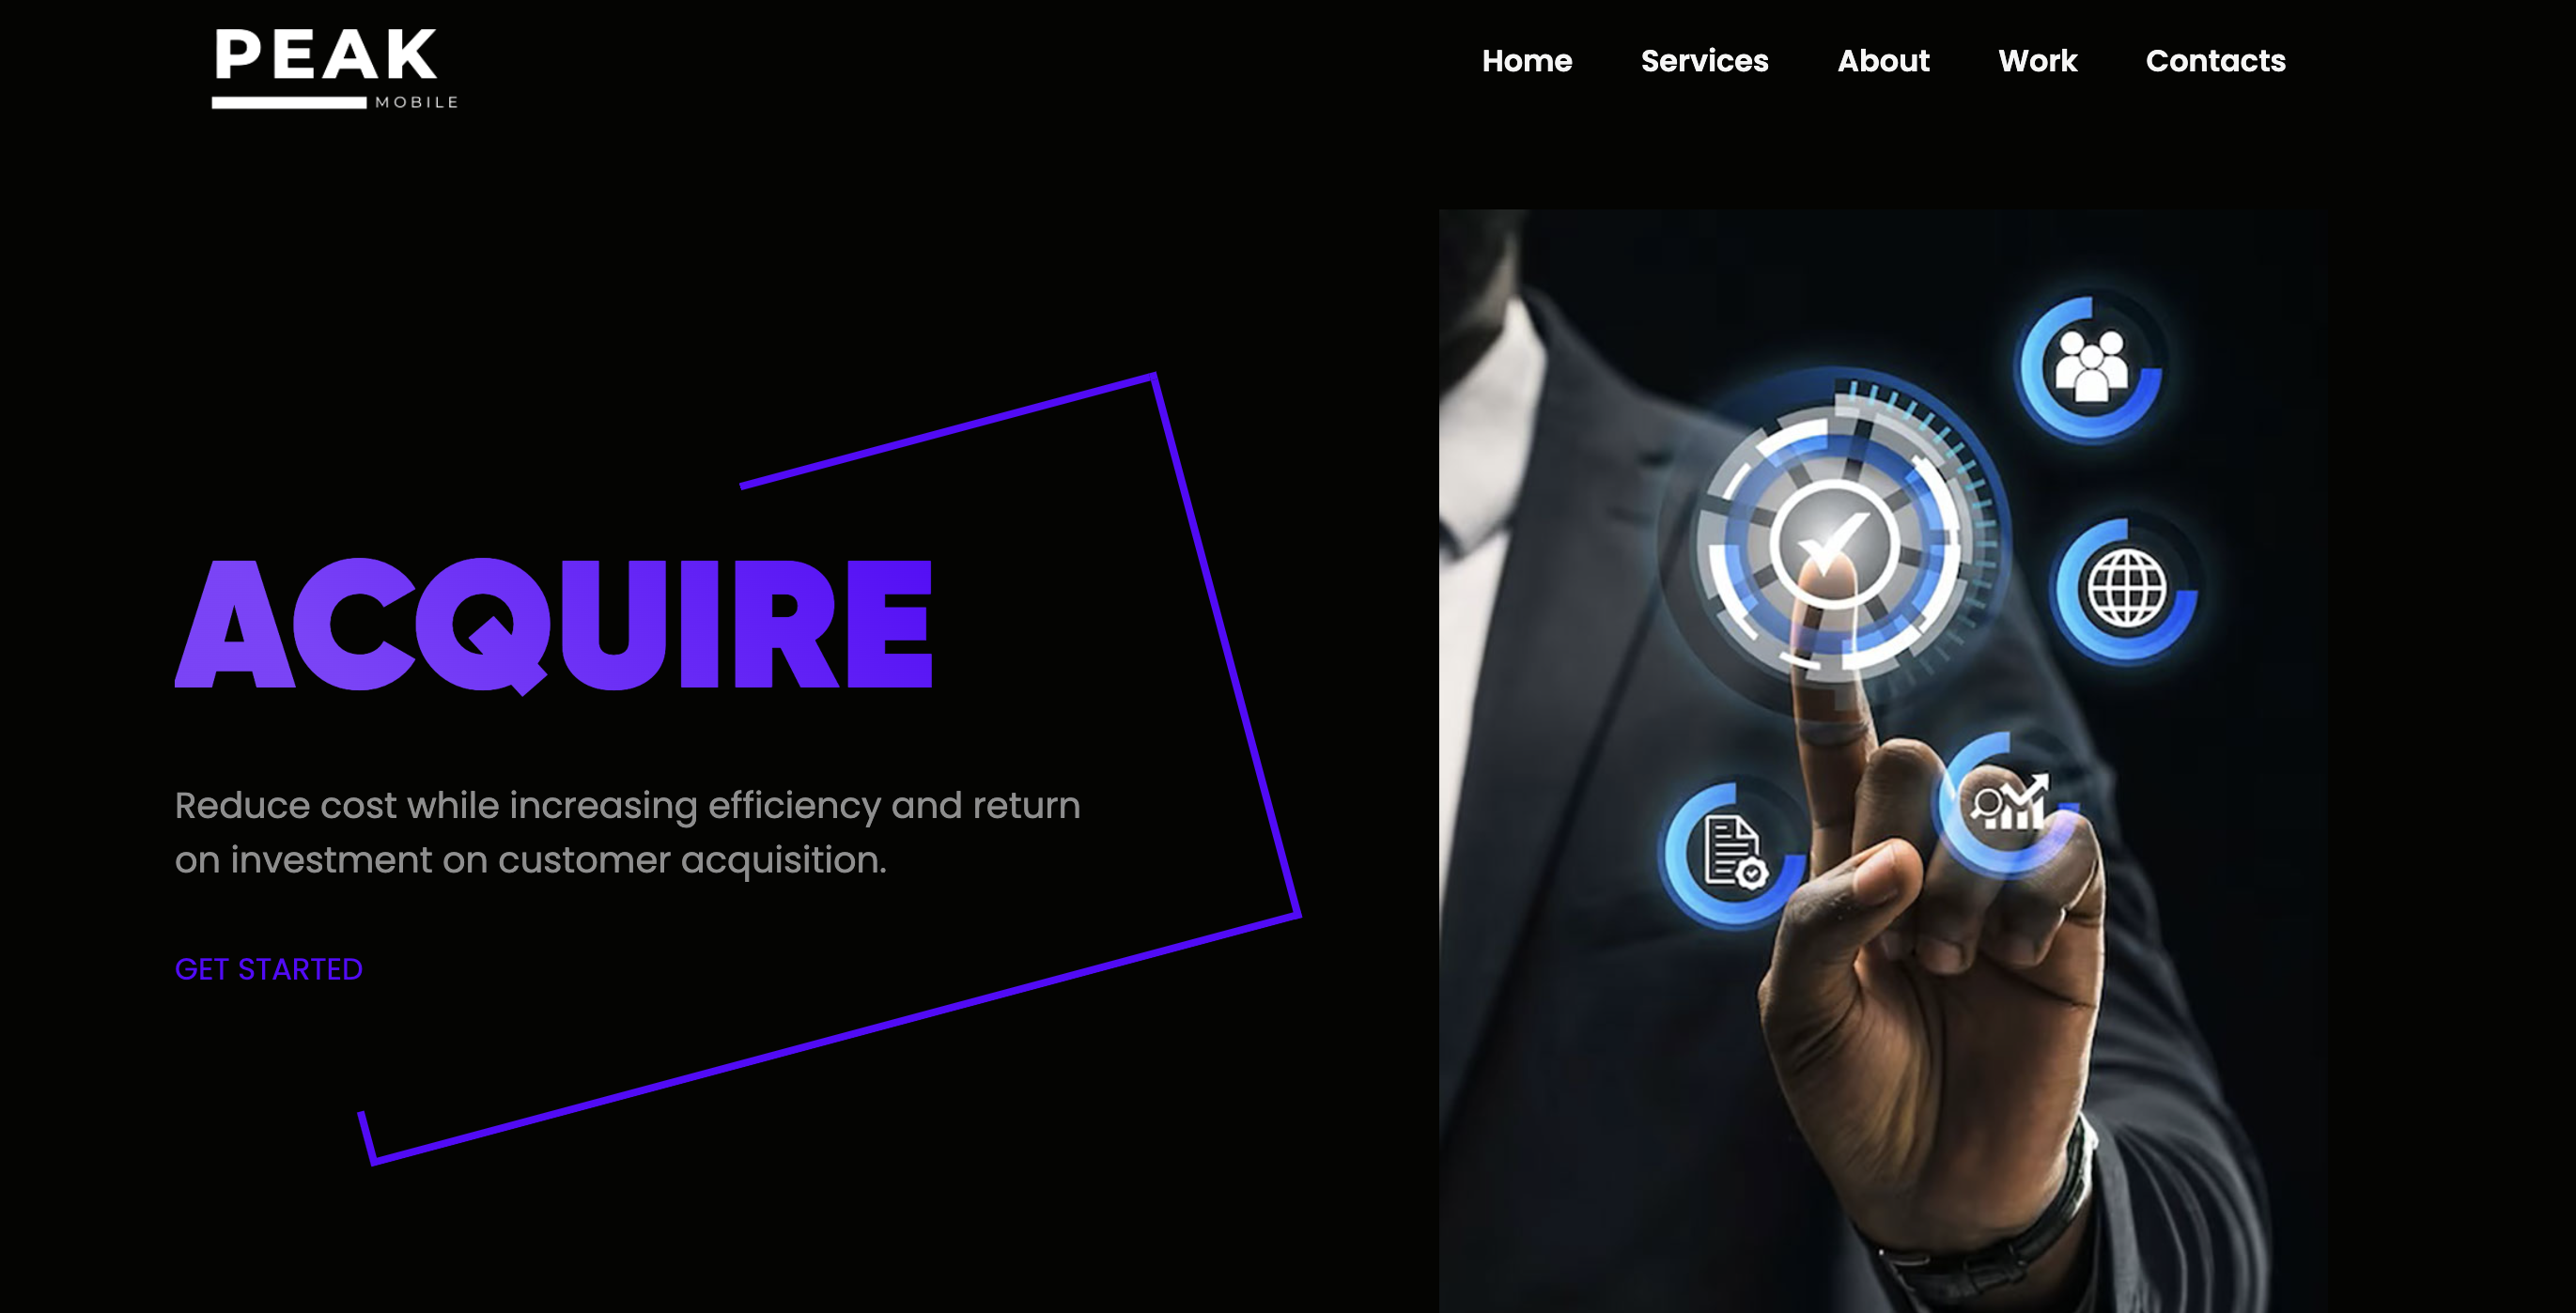 PEAK
MOBILE
Home Services About Work Contacts
ACQUIRE
Reduce cost while increasing efficiency and return
on investment on customer acquisition.
GET STARTED